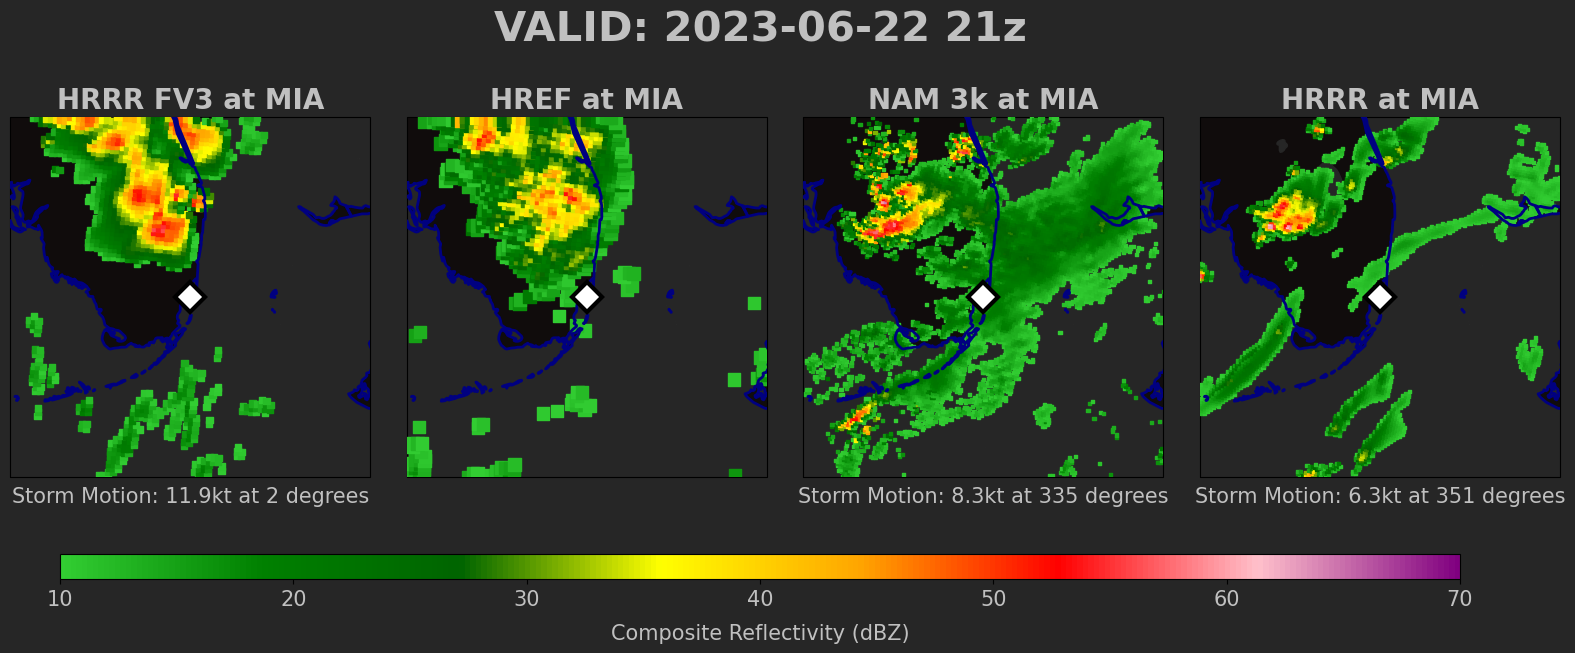 VALID: 2023-06-22 21z
HRRR FV3 at MIA
HREF at MIA
NAM 3k at MIA
HRRR at MIA
Storm Motion: 11.9kt at 2 degrees
Storm Motion: 8.3kt at 335 degrees
Storm Motion: 6.3kt at 351 degrees
10 20 30 40 50 60 70
Composite Reflectivity (dBZ)